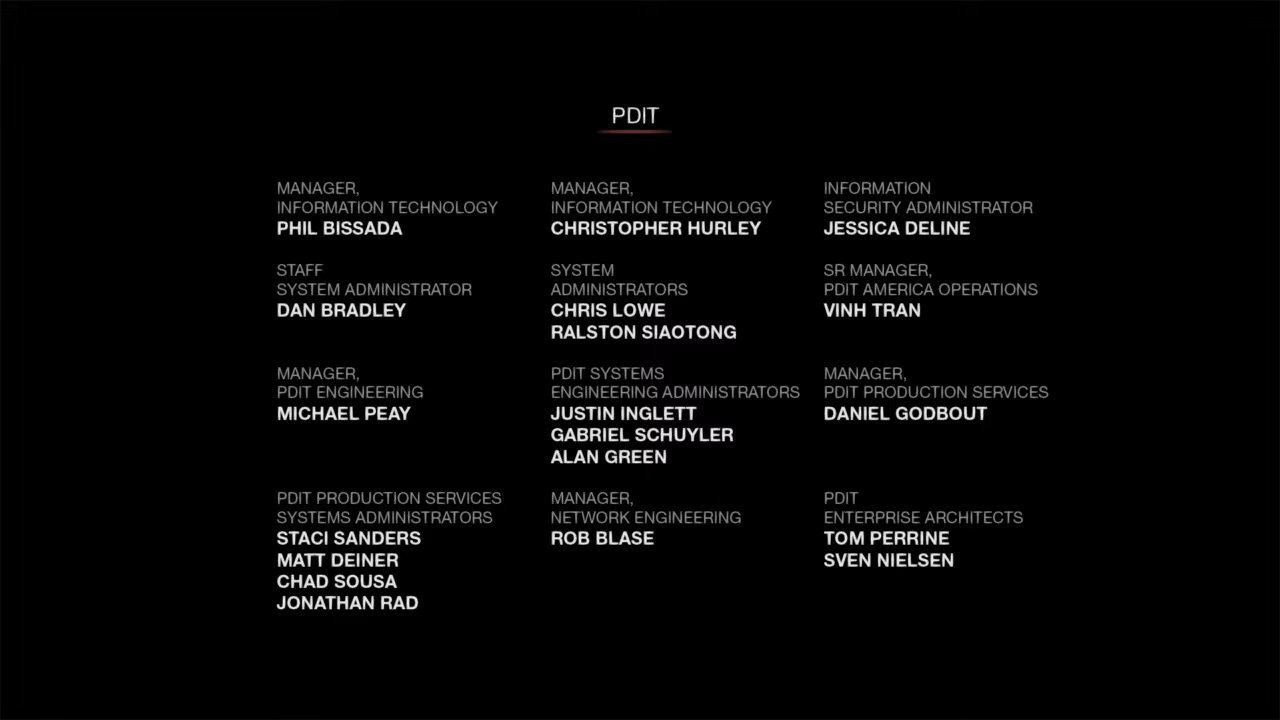 PDIT
MANAGER,
INFORMATION TECHNOLOGY
PHIL BISSADA
MANAGER,
INFORMATION TECHNOLOGY
CHRISTOPHER HURLEY
INFORMATION
SECURITY ADMINISTRATOR
JESSICA DELINE
STAFF
SYSTEM ADMINISTRATOR
DAN BRADLEY
SYSTEM
ADMINISTRATORS
CHRIS LOWE
RALSTON SIAOTONG
SR MANAGER,
PDIT AMERICA OPERATIONS
VINH TRAN
MANAGER,
PDIT ENGINEERING
MICHAEL PEAY
PDIT SYSTEMS
ENGINEERING ADMINISTRATORS
JUSTIN INGLETT
GABRIEL SCHUYLER
ALAN GREEN
MANAGER,
PDIT PRODUCTION SERVICES
DANIEL GODBOUT
PDIT PRODUCTION SERVICES
SYSTEMS ADMINISTRATORS
STACI SANDERS
MATT DEINER
CHAD SOUSA
JONATHAN RAD
MANAGER,
NETWORK ENGINEERING
ROB BLASE
PDIT
ENTERPRISE ARCHITECTS
TOM PERRINE
SVEN NIELSEN